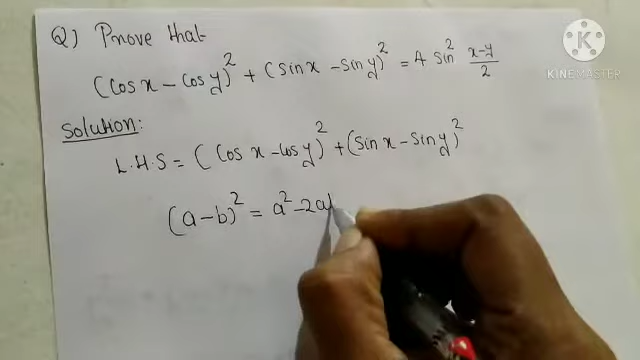 Q) Prove that
(Cos x - Cos y)² + (Sin x - Sin y)² = 4 Sin² x-y/2
Solution:
L.H.S = (Cos x - Cos y)² + (Sin x - Sin y)²
(a-b)² = a² - 2ab
KINEMASTER